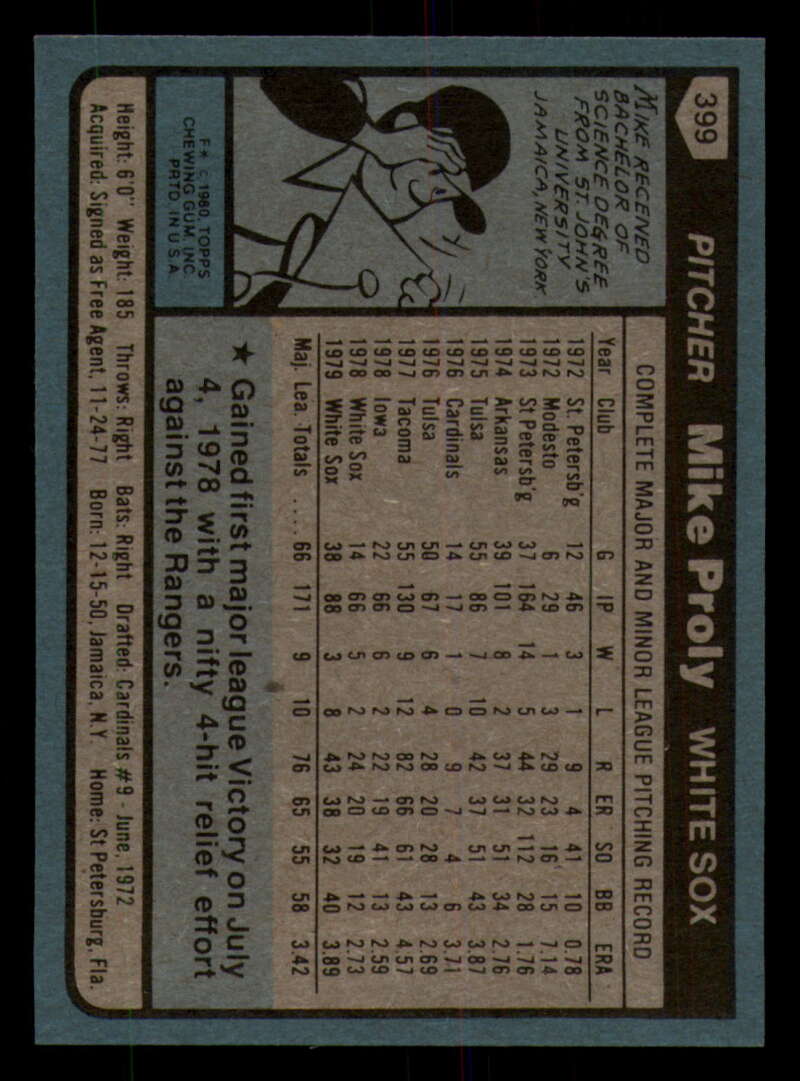 399
PITCHER Mike Proly WHITE SOX
MIKE RECEIVED
BACHELOR OF
SCIENCE DEGREE
FROM ST. JOHN'S
UNIVERSITY
JAMAICA, NEW YORK.
F* © 1980, TOPPS
CHEWING GUM, INC.
PRTD. IN U.S.A.
COMPLETE MAJOR AND MINOR LEAGUE PITCHING RECORD
Year Club G IP W L R ER SO BB ERA
1972 St. Petersb'g 12 46 3 1 9 4 41 10 0.78
1972 Modesto 6 29 1 3 29 23 16 15 7.14
1973 St Petersb'g 37 164 14 5 44 32 112 28 1.76
1974 Arkansas 39 101 8 2 37 31 51 34 2.76
1975 Tulsa 55 86 7 10 42 37 51 43 3.87
1976 Cardinals 14 17 1 0 9 7 4 6 3.71
1976 Tulsa 50 67 6 4 28 20 28 13 2.69
1977 Tacoma 55 130 9 12 82 66 61 43 4.57
1978 Iowa 22 66 6 2 22 19 41 13 2.59
1978 White Sox 14 66 5 2 24 20 19 12 2.73
1979 White Sox 38 88 3 8 43 38 32 40 3.89
Maj. Lea. Totals .... 66 171 9 10 76 65 55 58 3.42
★ Gained first major league Victory on July
4, 1978 with a nifty 4-hit relief effort
against the Rangers.
Height: 6'0" Weight: 185 Throws: Right Bats: Right Drafted: Cardinals #9 - June, 1972
Acquired: Signed as Free Agent, 11-24-77 Born: 12-15-50, Jamaica, N.Y. Home: St Petersburg, Fla.